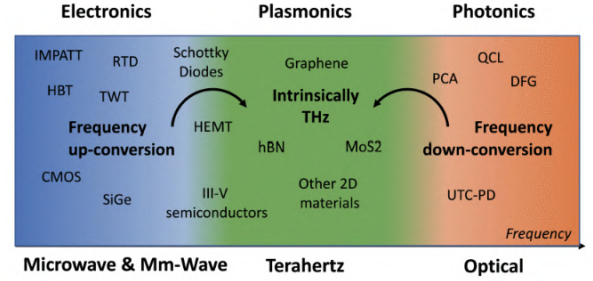 Electronics
Plasmonics
Photonics
IMPATT
RTD
Schottky
Diodes
Graphene
QCL
PCA
DFG
HBT
TWT
Intrinsically
THz
Frequency
up-conversion
HEMT
hBN
MoS2
Frequency
down-conversion
CMOS
SiGe
III-V
semiconductors
Other 2D
materials
UTC-PD
Frequency
Microwave & Mm-Wave
Terahertz
Optical